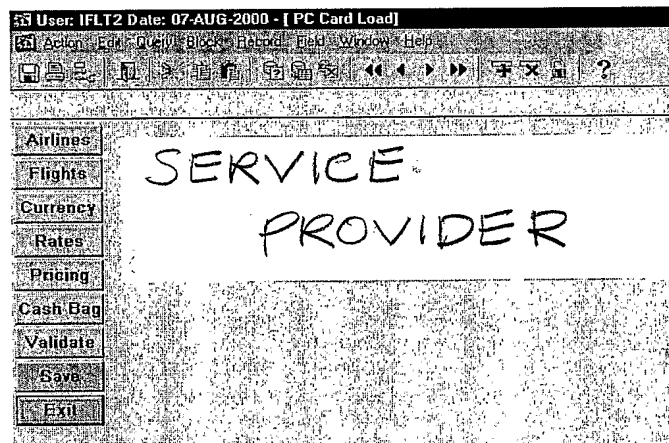 User: IFLT2 Date: 07-AUG-2000 - [ PC Card Load]
Action Edit Query Block Record Field Window Help
?
Airlines
Flights
Currency
Rates
Pricing
Cash Bag
Validate
Save
Exit
SERVICE
PROVIDER